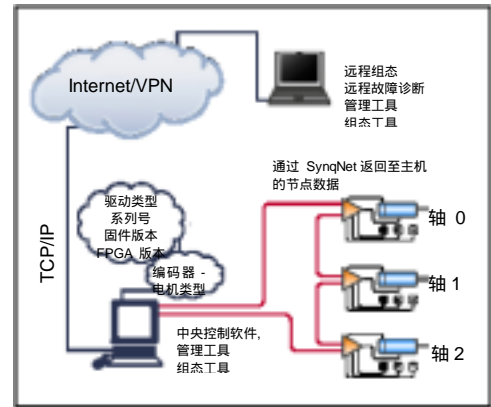 Internet/VPN
远程组态
远程故障诊断
管理工具
组态工具
通过 SynqNet 返回至主机
的节点数据
驱动类型
系列号
固件版本
FPGA 版本
编码器 -
电机类型
TCP/IP
轴 0
轴 1
轴 2
中央控制软件,
管理工具
组态工具